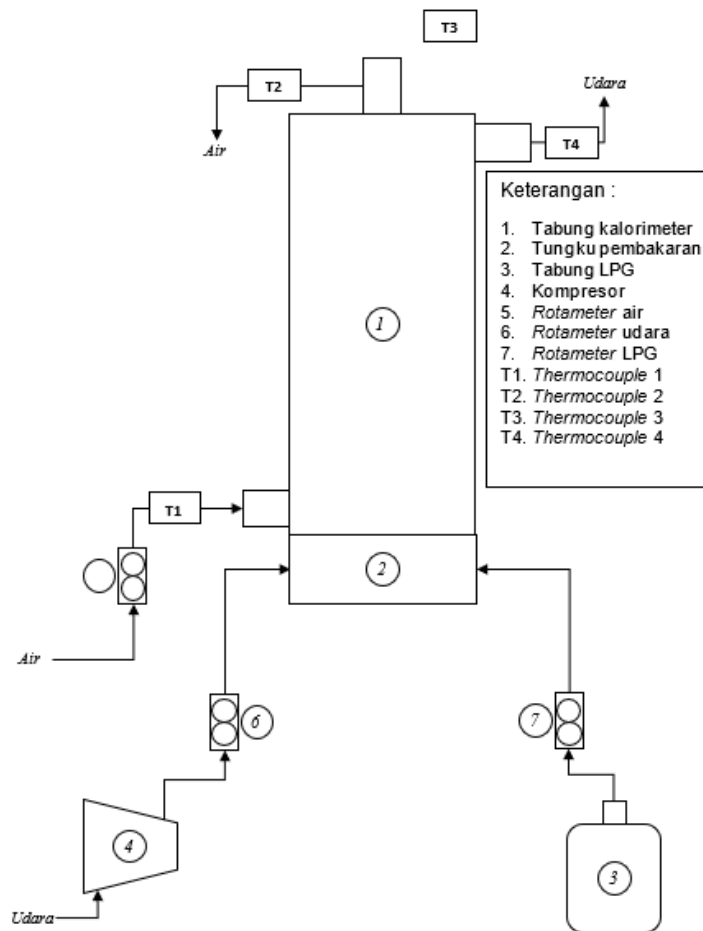 T3
T2
Udara
T4
Air
Keterangan :
1. Tabung kalorimeter
2. Tungku pembakaran
3. Tabung LPG
4. Kompresor
5. Rotameter air
6. Rotameter udara
7. Rotameter LPG
T1. Thermocouple 1
T2. Thermocouple 2
T3. Thermocouple 3
T4. Thermocouple 4
1
T1
2
Air
6
7
4
3
Udara